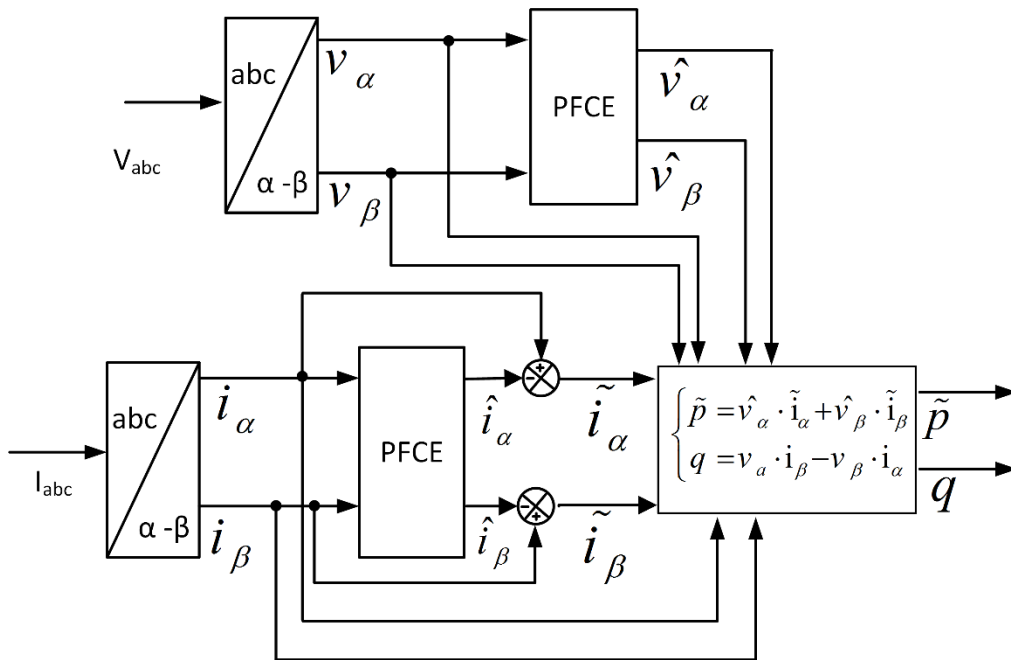 abc
α -β
V_abc
v_α
v_β
PFCE
v̂_α
v̂_β
abc
α -β
I_abc
i_α
i_β
PFCE
î_α
î_β
+
-
-
+
ĩ_α
ĩ_β
p̃ = v̂_α · ĩ_α + v̂_β · ĩ_β
q = v_a · i_β − v_β · i_α
p̃
q